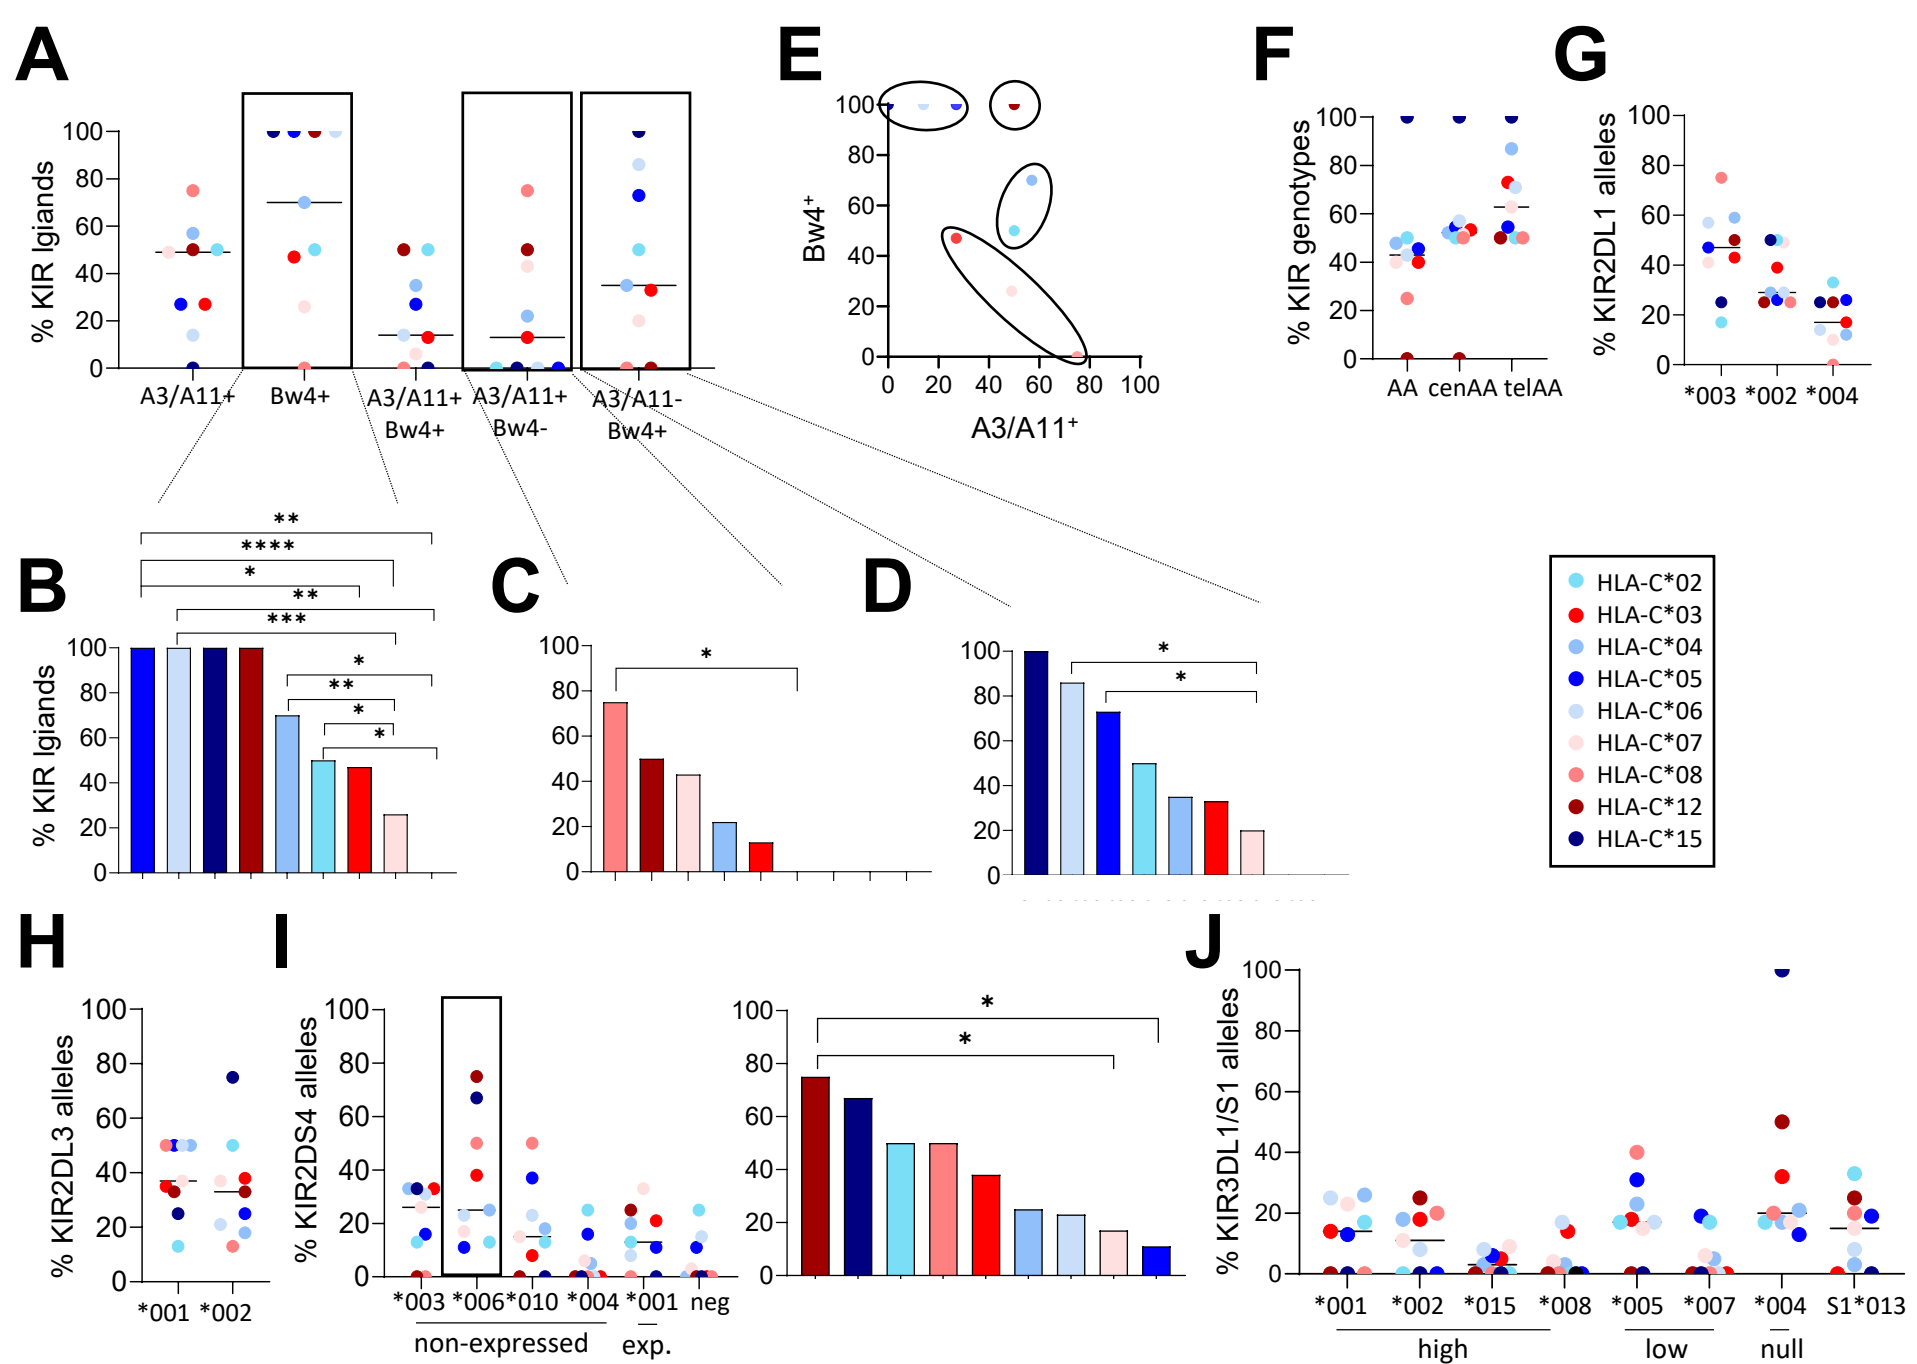 A
% KIR lgiands
100
80
60
40
20
0
A3/A11+
Bw4+
A3/A11+
Bw4+
A3/A11+
Bw4-
A3/A11-
Bw4+
E
Bw4+
100
80
60
40
20
0
0 20 40 60 80 100
A3/A11+
F
% KIR genotypes
100
80
60
40
20
0
AA cenAA telAA
G
% KIR2DL1 alleles
100
80
60
40
20
0
*003 *002 *004
B
% KIR lgiands
100
80
60
40
20
0
**
****
*
**
***
*
**
*
*
C
100
80
60
40
20
0
*
D
100
80
60
40
20
0
*
*
HLA-C*02
HLA-C*03
HLA-C*04
HLA-C*05
HLA-C*06
HLA-C*07
HLA-C*08
HLA-C*12
HLA-C*15
H
% KIR2DL3 alleles
100
80
60
40
20
0
*001 *002
I
% KIR2DS4 alleles
100
80
60
40
20
0
*003 *006 *010 *004 *001 neg
non-expressed exp.
100
80
60
40
20
0
*
*
J
% KIR3DL1/S1 alleles
100
80
60
40
20
0
*001 *002 *015 *008 *005 *007 *004 S1*013
high low null